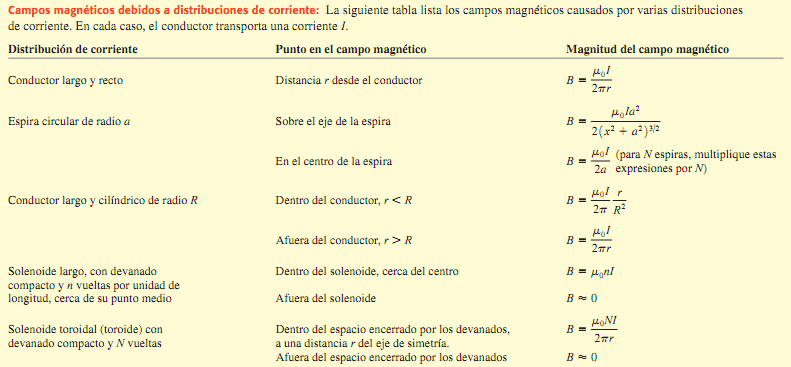 Campos magnéticos debidos a distribuciones de corriente: La siguiente tabla lista los campos magnéticos causados por varias distribuciones
de corriente. En cada caso, el conductor transporta una corriente I.
Distribución de corriente Punto en el campo magnético Magnitud del campo magnético
Conductor largo y recto Distancia r desde el conductor B = μ₀I / 2πr
Espira circular de radio a Sobre el eje de la espira B = μ₀Ia² / 2(x² + a²)^3/2
En el centro de la espira B = μ₀I / 2a (para N espiras, multiplique estas
expresiones por N)
Conductor largo y cilíndrico de radio R Dentro del conductor, r < R B = μ₀I / 2π r / R²
Afuera del conductor, r > R B = μ₀I / 2πr
Solenoide largo, con devanado Dentro del solenoide, cerca del centro B = μ₀nI
compacto y n vueltas por unidad de
longitud, cerca de su punto medio Afuera del solenoide B ≈ 0
Solenoide toroidal (toroide) con Dentro del espacio encerrado por los devanados, B = μ₀NI / 2πr
devanado compacto y N vueltas a una distancia r del eje de simetría.
Afuera del espacio encerrado por los devanados B ≈ 0